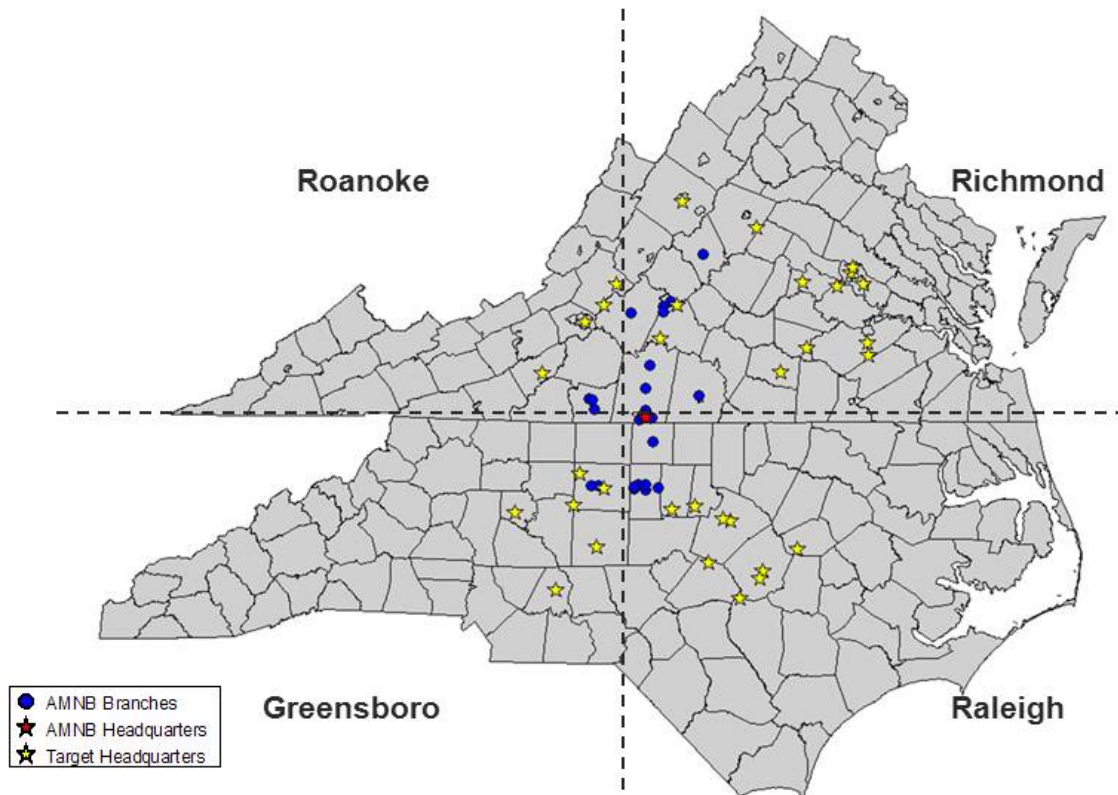 Roanoke
Richmond
Greensboro
Raleigh
AMNB Branches
AMNB Headquarters
Target Headquarters